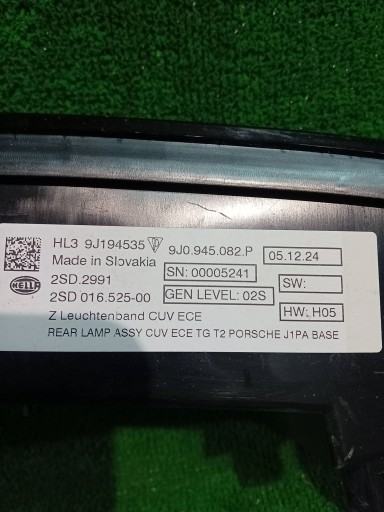 HL3 9J194535 9J0.945.082.P 05.12.24
Made in Slovakia SN: 00005241 SW:
HELLA 2SD.2991
2SD 016.525-00 GEN LEVEL: 02S HW: H05
Z Leuchtenband CUV ECE
REAR LAMP ASSY CUV ECE TG T2 PORSCHE J1PA BASE